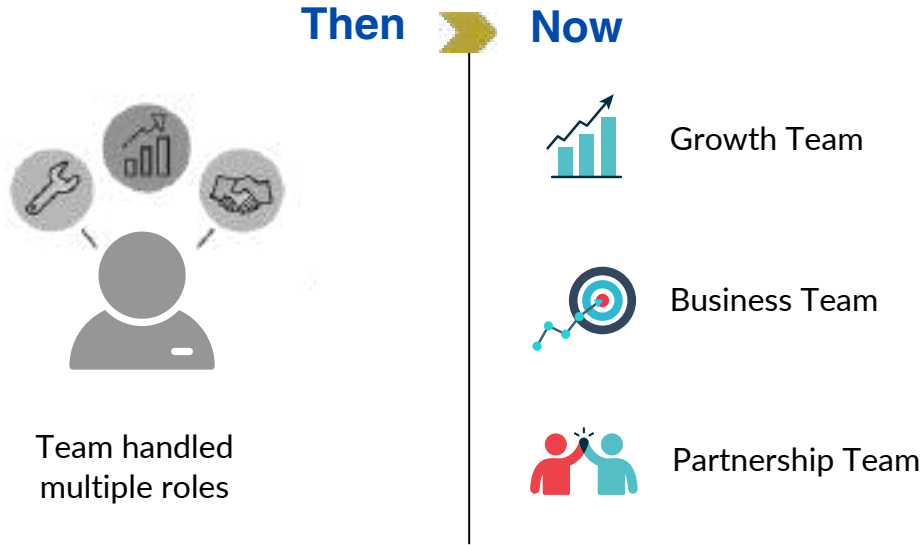 Then
Now
Team handled
multiple roles
Growth Team
Business Team
Partnership Team